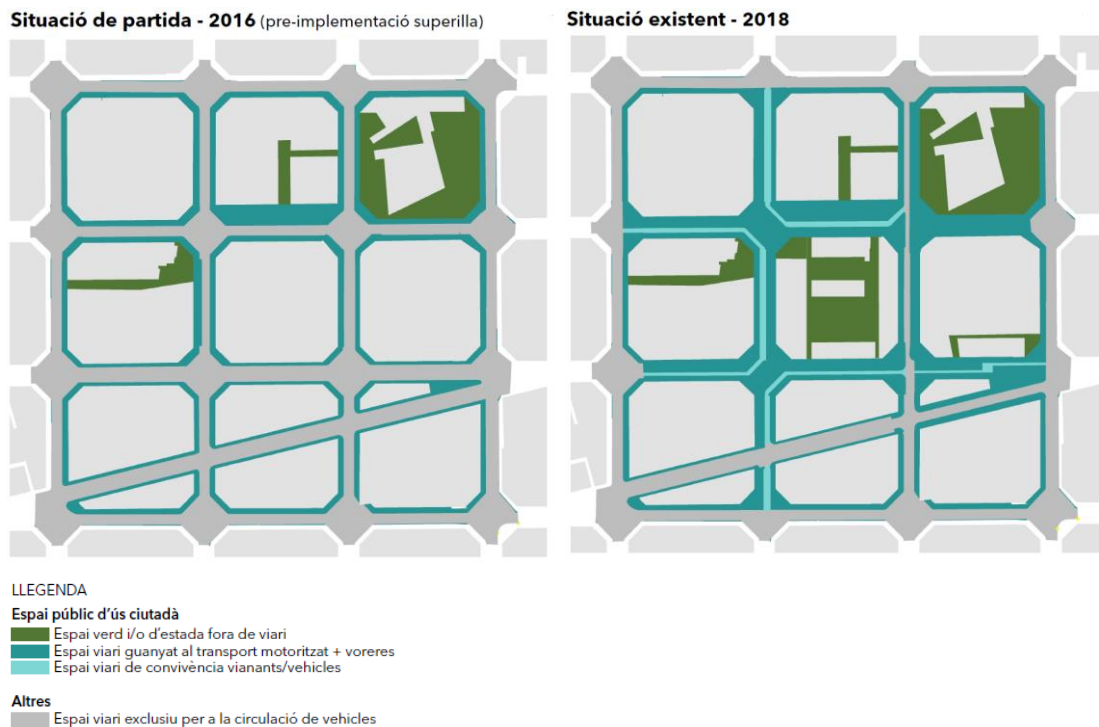 Situació de partida - 2016 (pre-implementació superilla)
Situació existent - 2018
LLEGENDA
Espai públic d'ús ciutadà
Espai verd i/o d'estada fora de viari
Espai viari guanyat al transport motoritzat + voreres
Espai viari de convivència vianants/vehicles
Altres
Espai viari exclusiu per a la circulació de vehicles